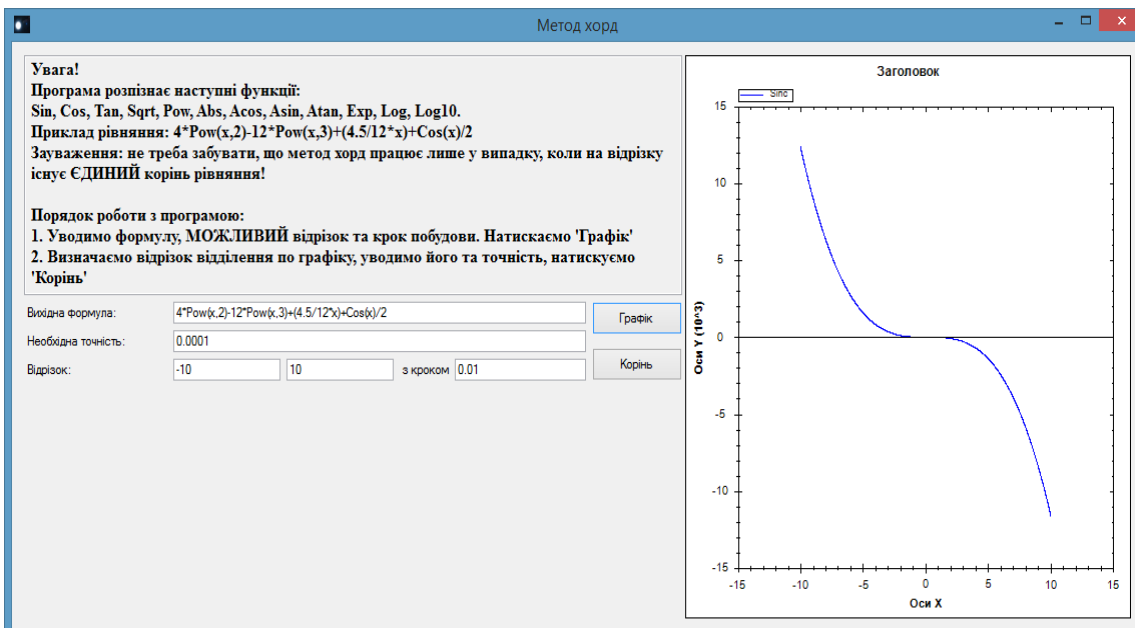 Метод хорд
Увага!
Програма розпізнає наступні функції:
Sin, Cos, Tan, Sqrt, Pow, Abs, Acos, Asin, Atan, Exp, Log, Log10.
Приклад рівняння: 4*Pow(x,2)-12*Pow(x,3)+(4.5/12*x)+Cos(x)/2
Зауваження: не треба забувати, що метод хорд працює лише у випадку, коли на відрізку
існує ЄДИНИЙ корінь рівняння!
Порядок роботи з програмою:
1. Уводимо формулу, МОЖЛИВИЙ відрізок та крок побудови. Натискаємо 'Графік'
2. Визначаємо відрізок відділення по графіку, уводимо його та точність, натискуємо
'Корінь'
Вихідна формула: 4*Pow(x,2)-12*Pow(x,3)+(4.5/12*x)+Cos(x)/2 Графік
Необхідна точність: 0.0001
Відрізок: -10 10 з кроком 0.01 Корінь
Заголовок
Sinc
Оси Y (10^3)
15
10
5
0
-5
-10
-15
-15 -10 -5 0 5 10 15
Оси X